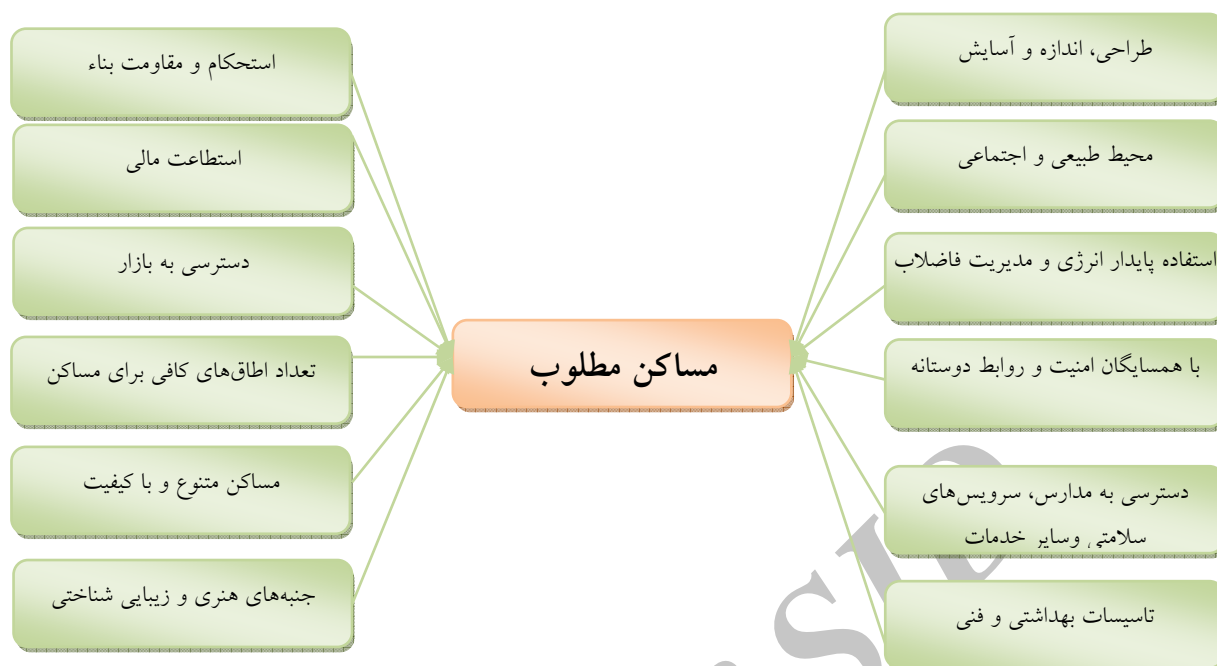 طراحی، اندازه و آسایش
محیط طبیعی و اجتماعی
استفاده پایدار انرژی و مدیریت فاضلاب
با همسایگان امنیت و روابط دوستانه
دسترسی به مدارس، سرویس‌های
سلامتی وسایر خدمات
تاسیسات بهداشتی و فنی
مساکن مطلوب
استحکام و مقاومت بناء
استطاعت مالی
دسترسی به بازار
تعداد اطاق‌های کافی برای مساکن
مساکن متنوع و با کیفیت
جنبه‌های هنری و زیبایی شناختی